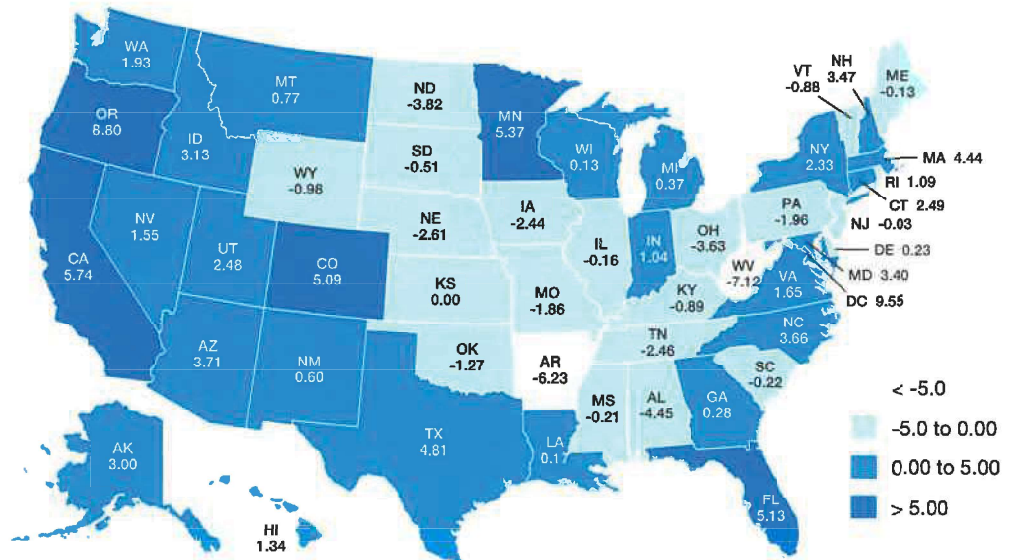 WA
1.93
MT
0.77
ND
-3.82
MN
5.37
VT
-0.88
NH
3.47
ME
-0.13
OR
8.80
ID
3.13
SD
-0.51
WI
0.13
MI
0.37
NY
2.33
MA 4.44
WY
-0.98
RI 1.09
CT 2.49
NJ -0.03
PA
-1.96
NE
-2.61
IA
-2.44
NV
1.55
UT
2.48
CA
5.74
CO
5.09
IL
-0.16
IN
1.04
OH
-3.63
WV
-7.12
DE 0.23
MD 3.40
DC 9.55
VA
1.65
KS
0.00
MO
-1.86
KY
-0.89
NC
3.66
AZ
3.71
NM
0.60
OK
-1.27
AR
-6.23
TN
-2.46
SC
-0.22
MS
-0.21
AL
-4.45
GA
0.28
TX
4.81
LA
0.17
AK
3.00
HI
1.34
FL
5.13
< -5.0
-5.0 to 0.00
0.00 to 5.00
> 5.00